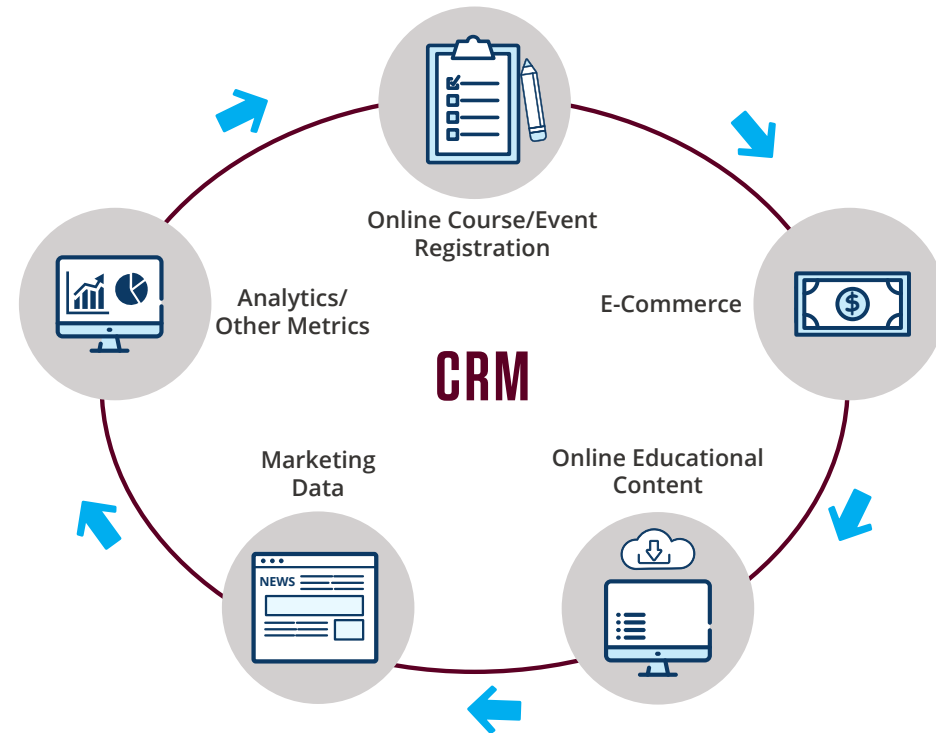 Online Course/Event
Registration
Analytics/
Other Metrics
E-Commerce
$
CRM
Marketing
Data
Online Educational
Content
NEWS